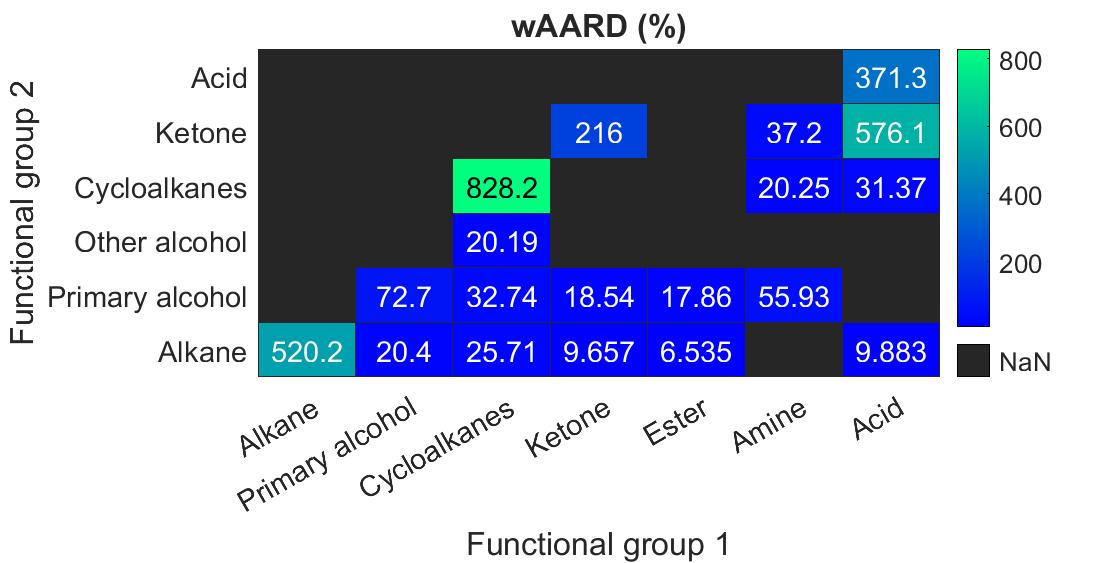 wAARD (%)
Functional group 2
Acid 371.3
Ketone 216 37.2 576.1
Cycloalkanes 828.2 20.25 31.37
Other alcohol 20.19
Primary alcohol 72.7 32.74 18.54 17.86 55.93
Alkane 520.2 20.4 25.71 9.657 6.535 9.883
800
600
400
200
NaN
Alkane
Primary alcohol
Cycloalkanes
Ketone
Ester
Amine
Acid
Functional group 1